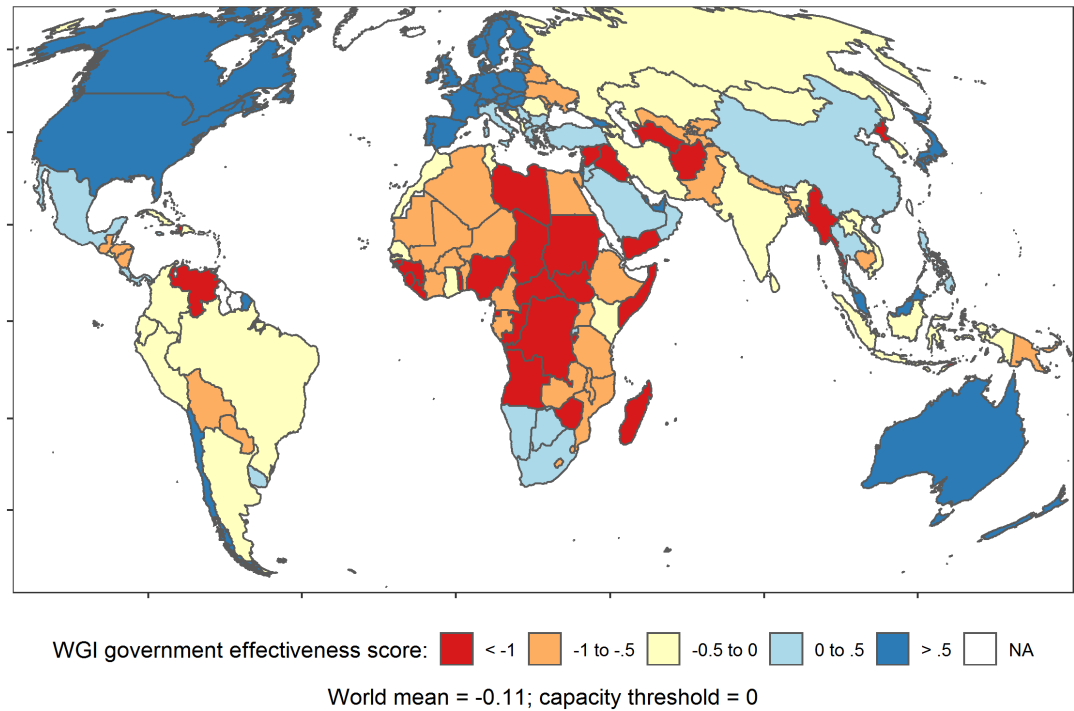 WGI government effectiveness score: < -1 -1 to -.5 -0.5 to 0 0 to .5 > .5 NA
World mean = -0.11; capacity threshold = 0